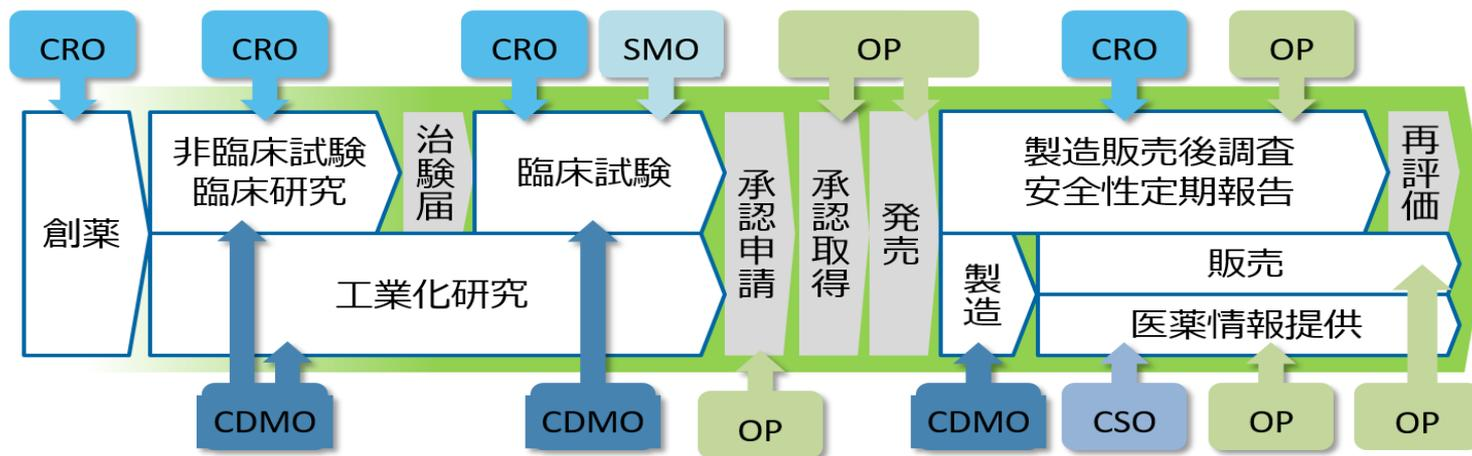 CRO
CRO
CRO
SMO
OP
CRO
OP
創薬
非臨床試験
臨床研究
治験届
臨床試験
承認申請
承認取得
発売
製造販売後調査
安全性定期報告
再評価
工業化研究
製造
販売
医薬情報提供
CDMO
CDMO
OP
CDMO
CSO
OP
OP